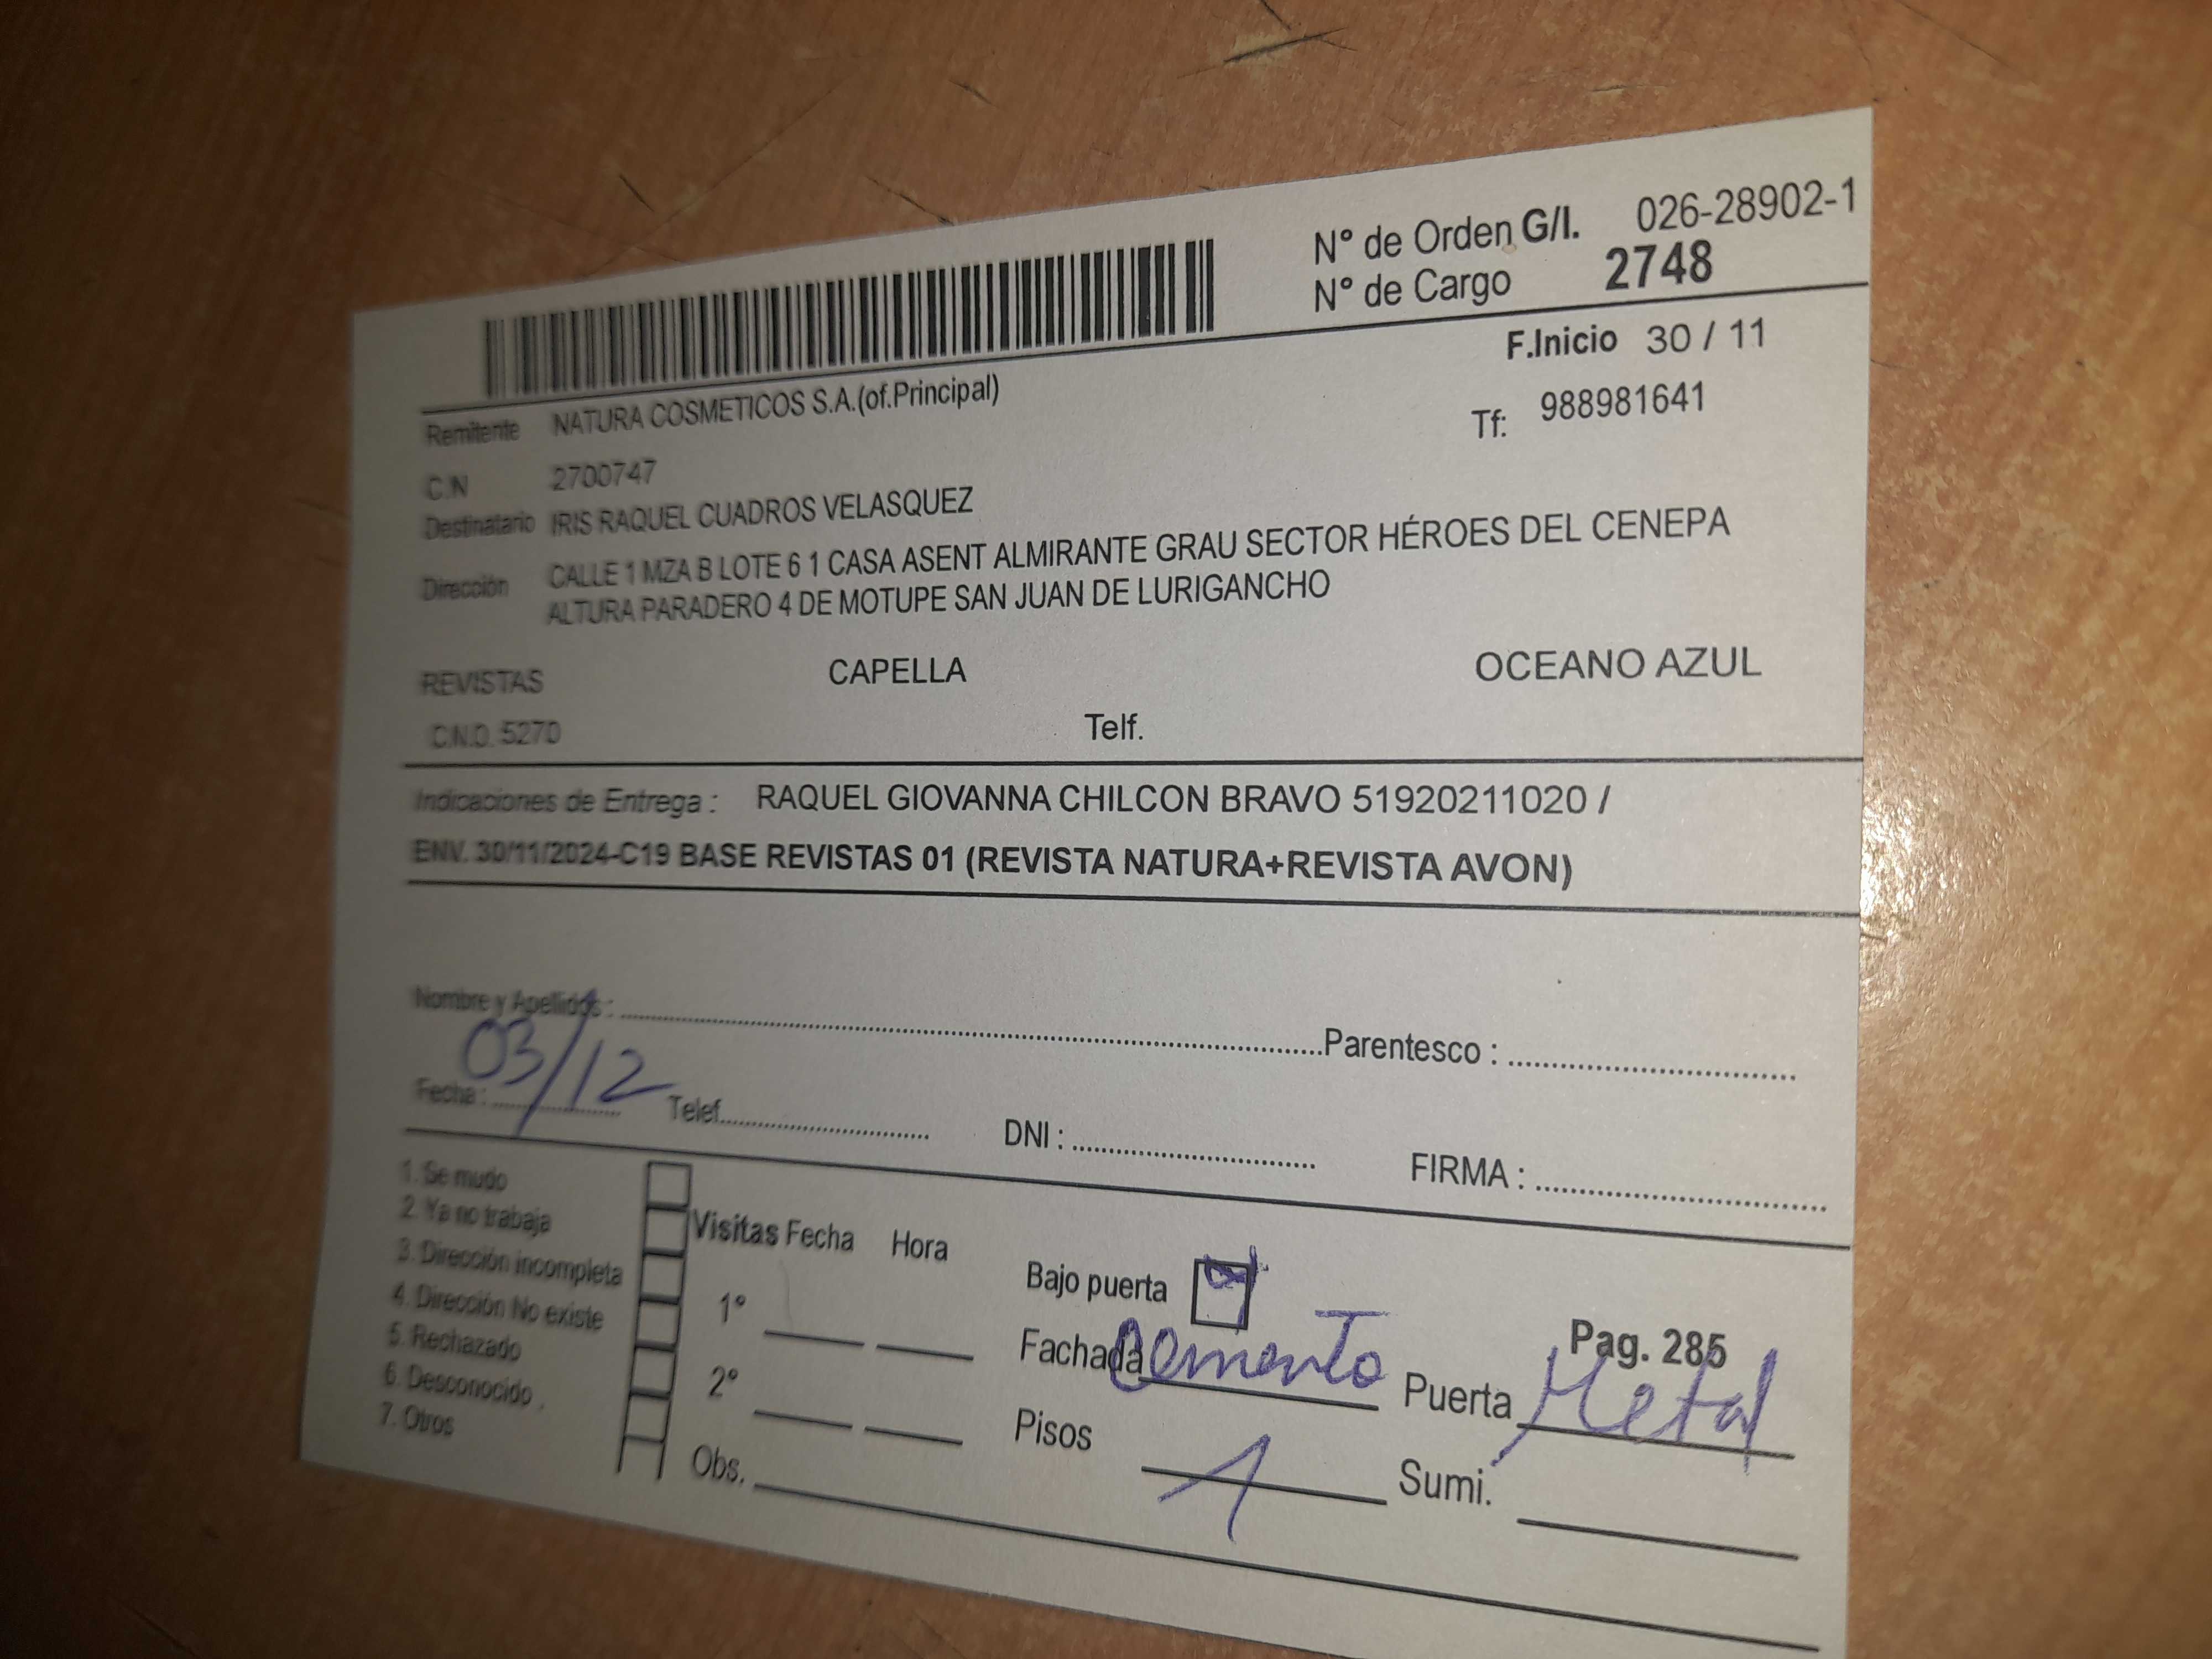 N° de Orden G/I. 026-28902-1
N° de Cargo 2748
F.Inicio 30 / 11
Remitente NATURA COSMETICOS S.A.(of.Principal)
Tf: 988981641
C.N 2700747
Destinatario IRIS RAQUEL CUADROS VELASQUEZ
Dirección CALLE 1 MZA B LOTE 6 1 CASA ASENT ALMIRANTE GRAU SECTOR HÉROES DEL CENEPA
ALTURA PARADERO 4 DE MOTUPE SAN JUAN DE LURIGANCHO
REVISTAS CAPELLA OCEANO AZUL
C.N.O. 5270 Telf.
Indicaciones de Entrega : RAQUEL GIOVANNA CHILCON BRAVO 51920211020 /
ENV. 30/11/2024-C19 BASE REVISTAS 01 (REVISTA NATURA+REVISTA AVON)
Nombre y Apellidos : Parentesco :
Fecha : 03/12 Telef. DNI : FIRMA :
1. Se mudo
2. Ya no trabaja
3. Dirección incompleta
4. Dirección No existe
5. Rechazado
6. Desconocido
7. Otros
Visitas Fecha Hora
1°
2°
Obs.
Bajo puerta
Pag. 285
Fachada Cemento Puerta Metal
Pisos 1 Sumi.